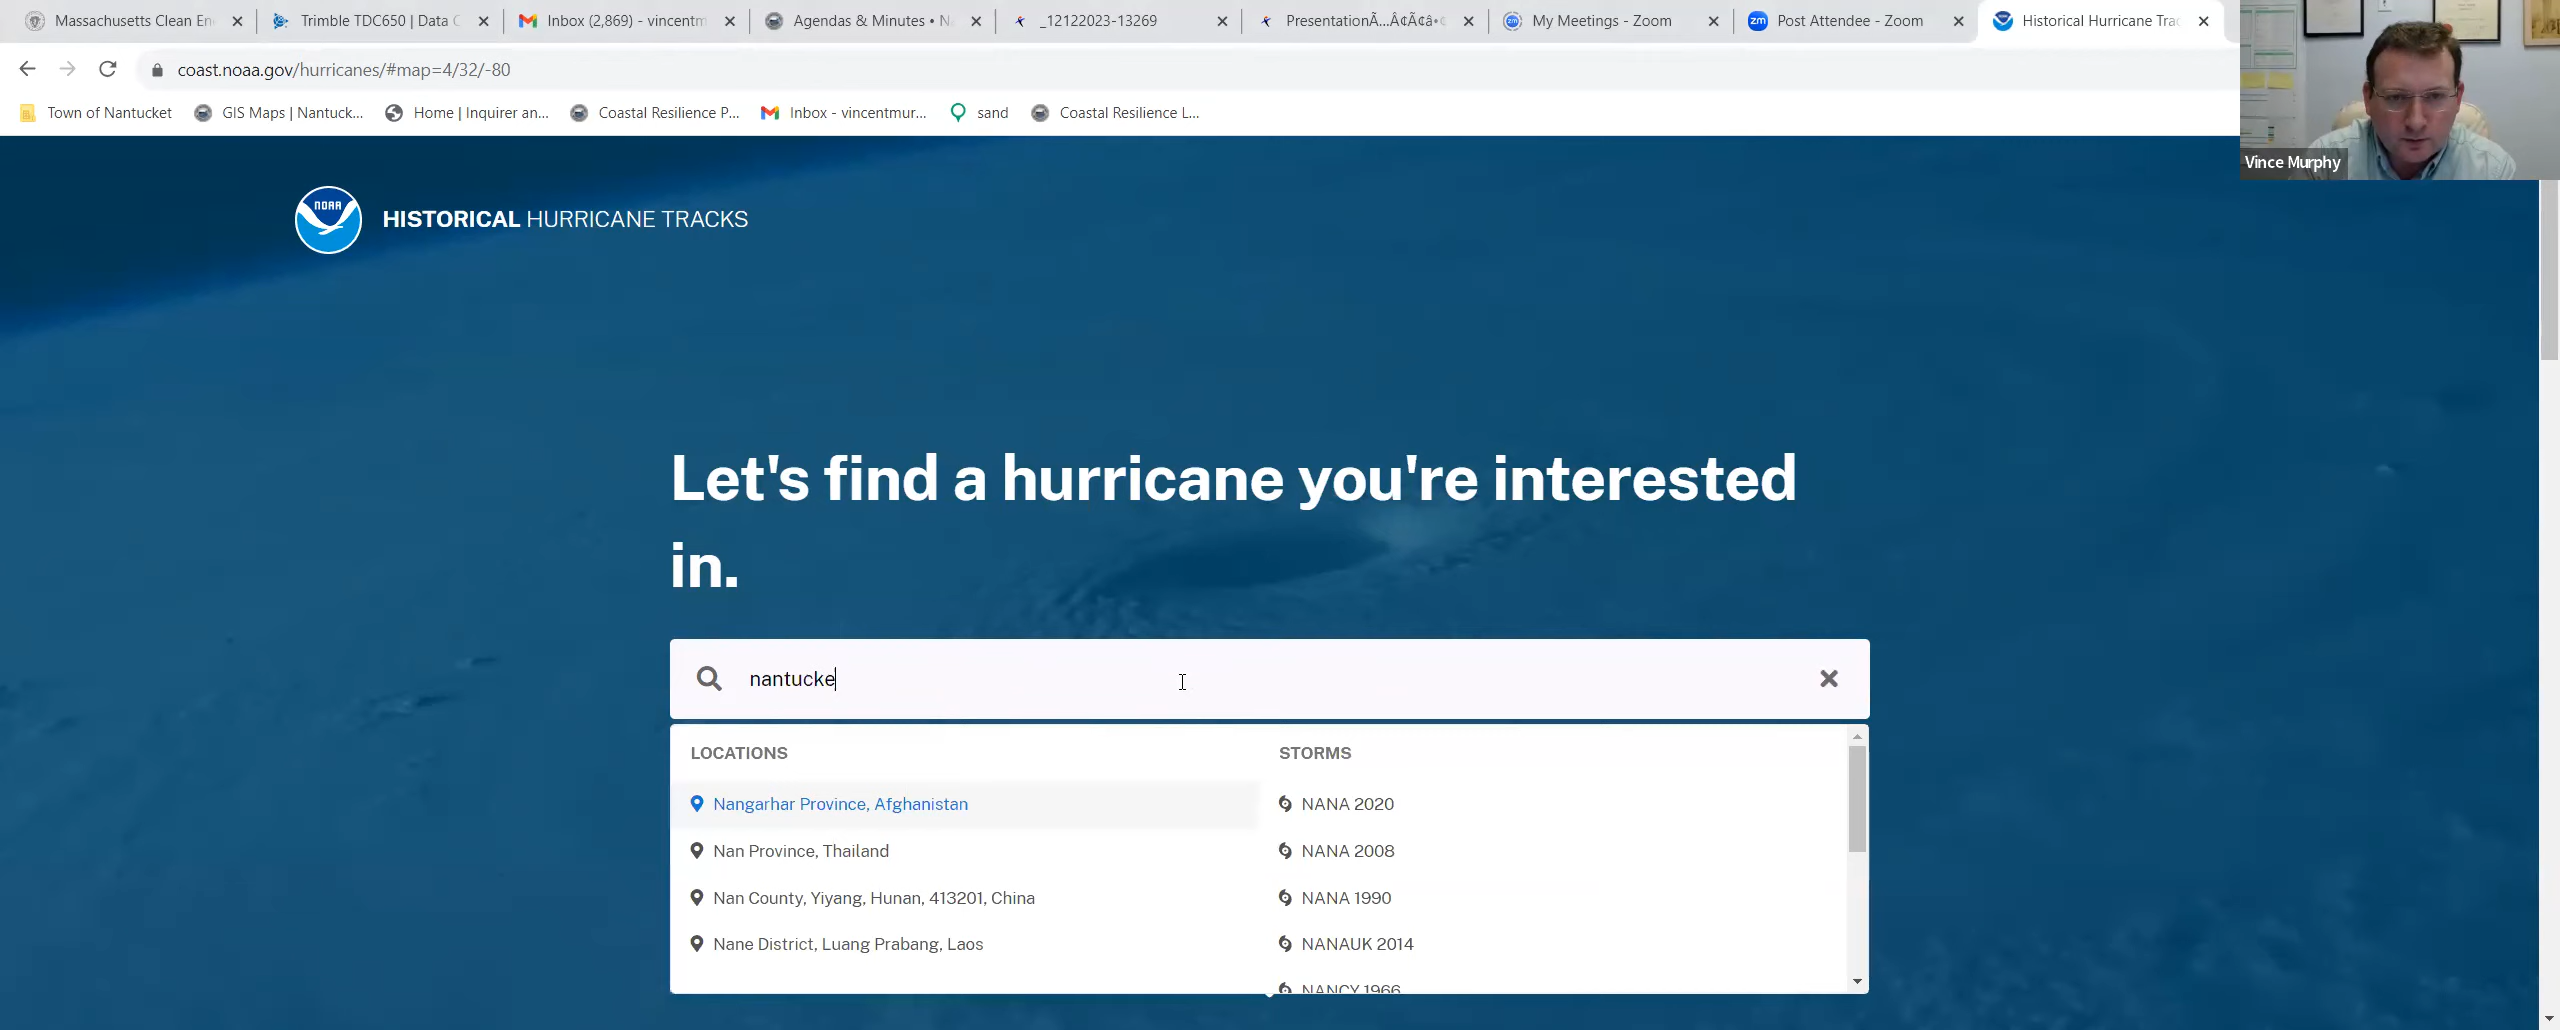 Massachusetts Clean En
Trimble TDC650 | Data C
Inbox (2,869) - vincentm
Agendas & Minutes • N
_12122023-13269
PresentationÃ...Â¢Ã¢â•¢
My Meetings - Zoom
Post Attendee - Zoom
Historical Hurricane Trac
coast.noaa.gov/hurricanes/#map=4/32/-80
Town of Nantucket
GIS Maps | Nantuck...
Home | Inquirer an...
Coastal Resilience P...
Inbox - vincentmur...
sand
Coastal Resilience L...
Vince Murphy
NOAA
HISTORICAL HURRICANE TRACKS
Let's find a hurricane you're interested
in.
nantucke
LOCATIONS
Nangarhar Province, Afghanistan
Nan Province, Thailand
Nan County, Yiyang, Hunan, 413201, China
Nane District, Luang Prabang, Laos
STORMS
NANA 2020
NANA 2008
NANA 1990
NANAUK 2014
NANCY 1966